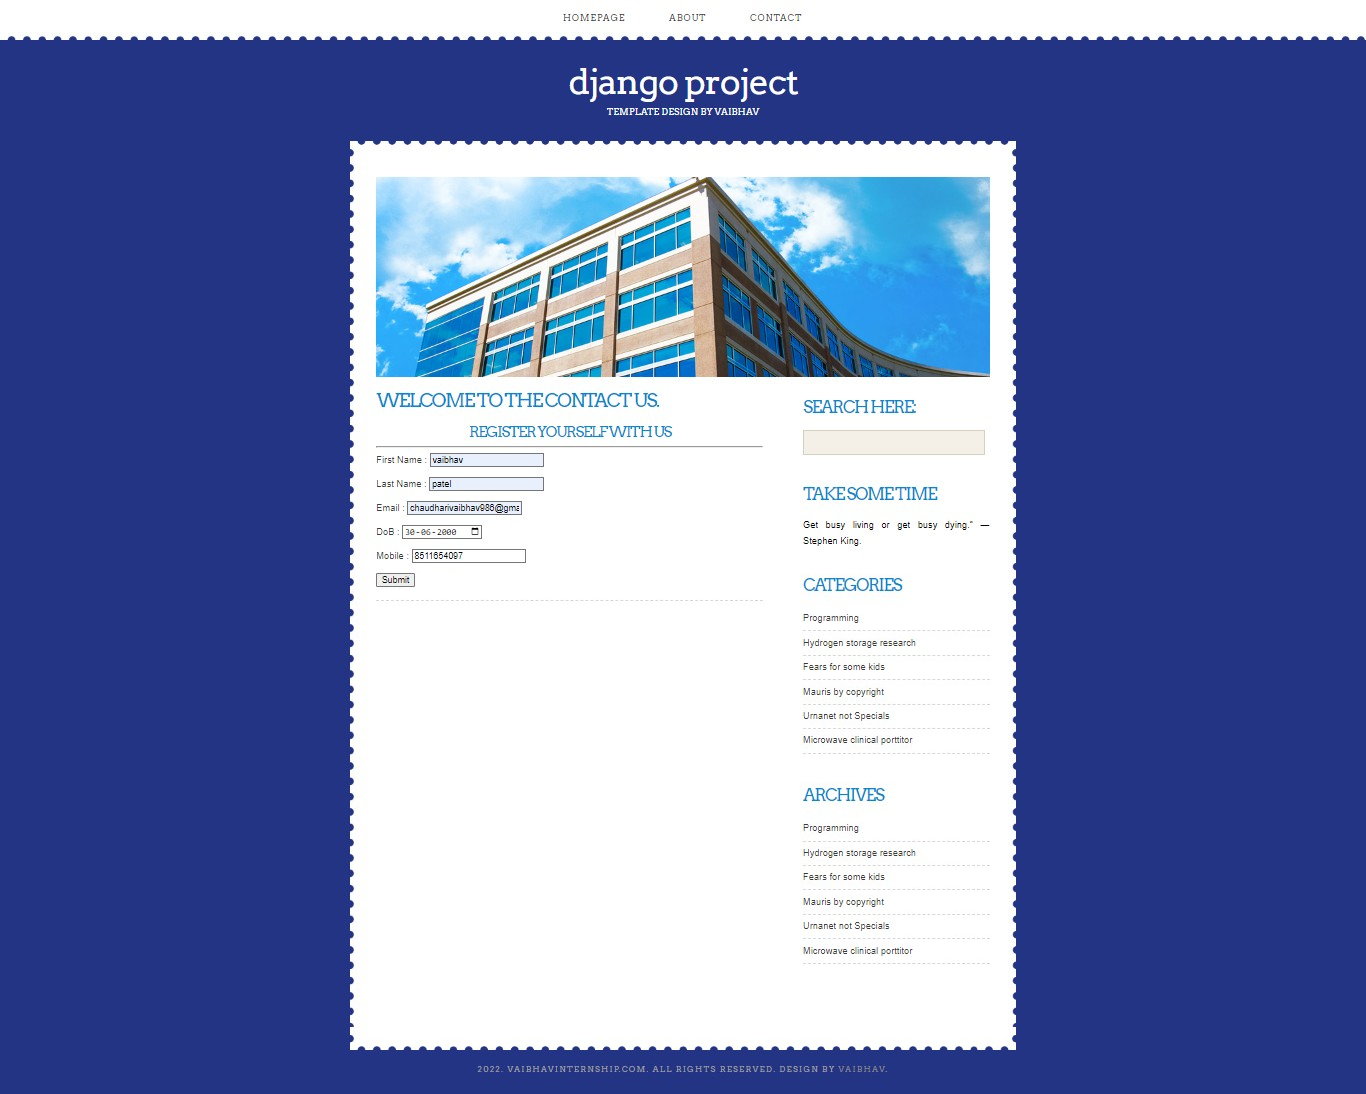 HOMEPAGE ABOUT CONTACT
django project
TEMPLATE DESIGN BY VAIBHAV
WELCOME TO THE CONTACT US.
REGISTER YOURSELF WITH US
First Name : vaibhav
Last Name : patel
Email : chaudharivaibhav986@gma
DoB : 30-06-2000
Mobile : 8511654097
Submit
SEARCH HERE:
TAKE SOME TIME
Get busy living or get busy dying.” —
Stephen King.
CATEGORIES
Programming
Hydrogen storage research
Fears for some kids
Mauris by copyright
Urnanet not Specials
Microwave clinical porttitor
ARCHIVES
Programming
Hydrogen storage research
Fears for some kids
Mauris by copyright
Urnanet not Specials
Microwave clinical porttitor
2022. VAIBHAVINTERNSHIP.COM. ALL RIGHTS RESERVED. DESIGN BY VAIBHAV.